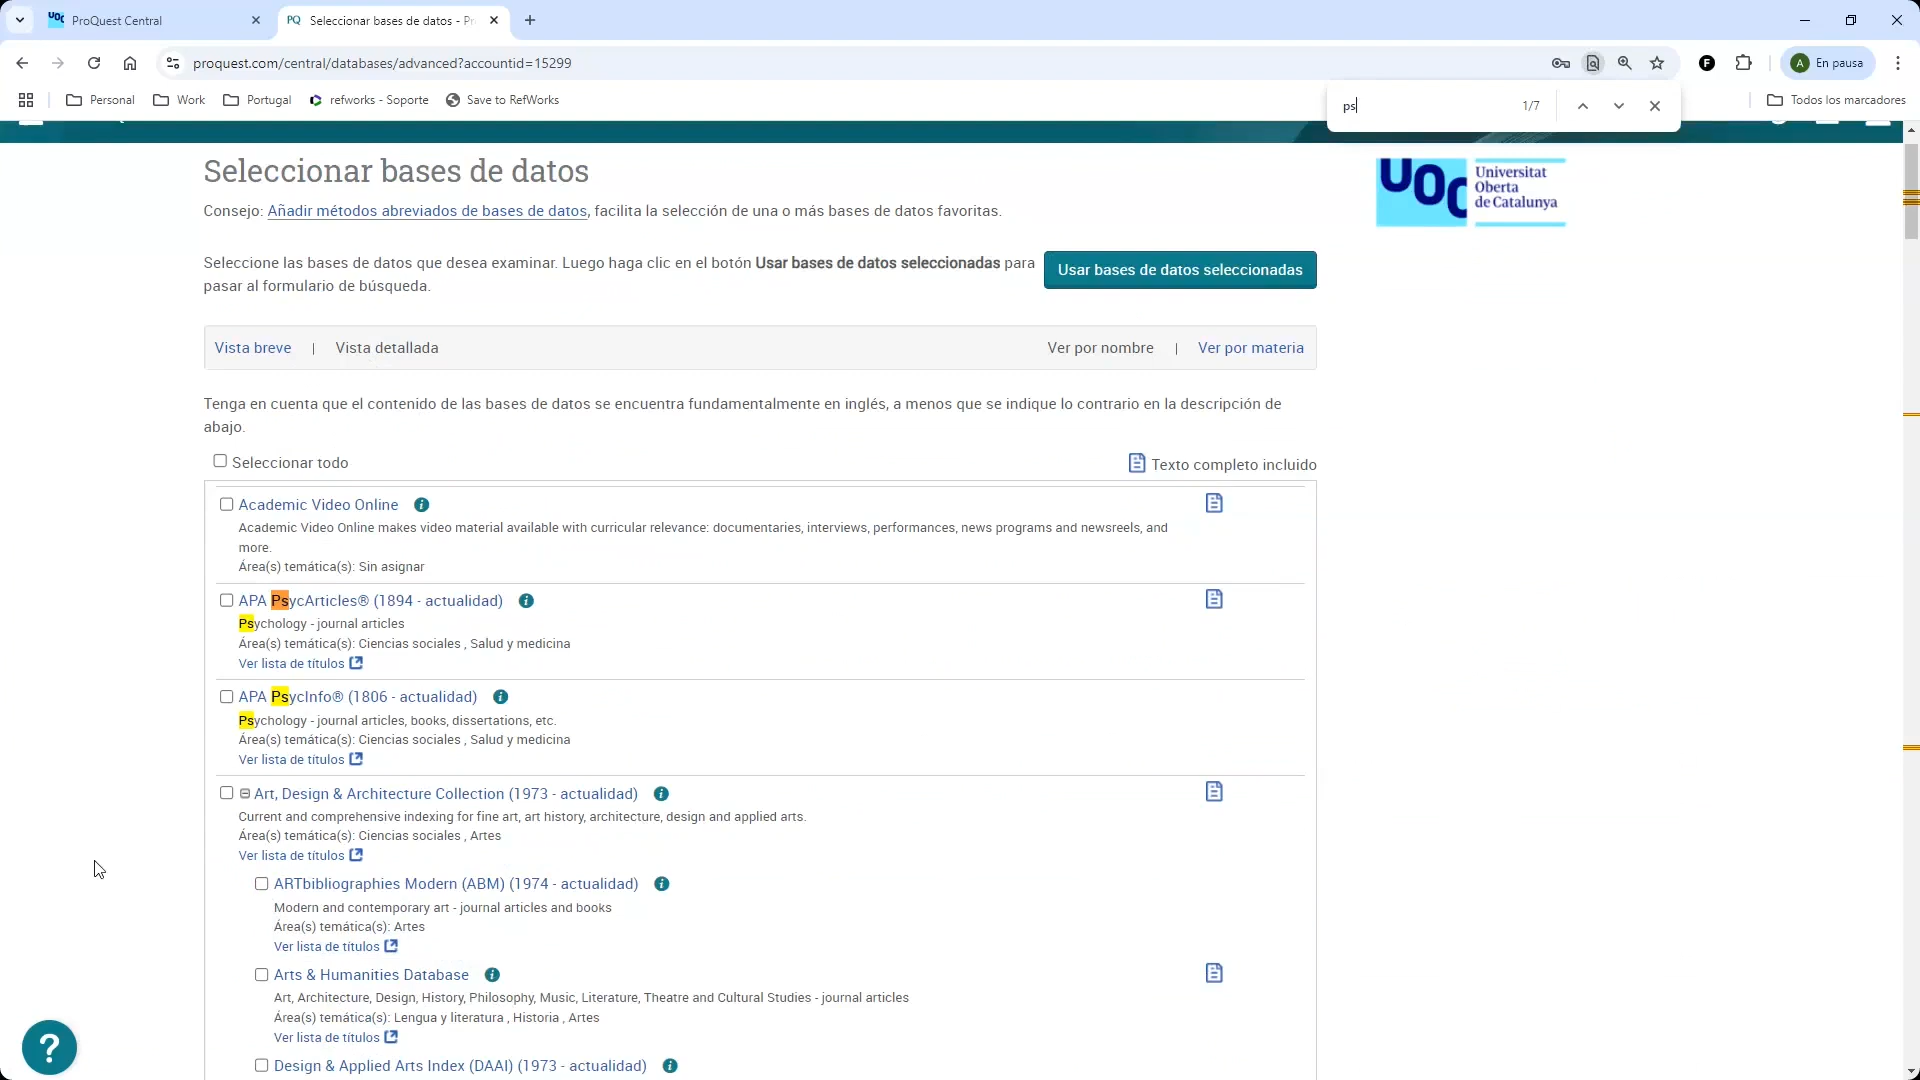 ProQuest Central
PQ Seleccionar bases de datos - Pr
proquest.com/central/databases/advanced?accountid=15299
F
A En pausa
Personal
Work
Portugal
refworks - Soporte
Save to RefWorks
Todos los marcadores
ps 1/7
Seleccionar bases de datos
UOC Universitat
Oberta
de Catalunya
Consejo: Añadir métodos abreviados de bases de datos, facilita la selección de una o más bases de datos favoritas.
Seleccione las bases de datos que desea examinar. Luego haga clic en el botón Usar bases de datos seleccionadas para
pasar al formulario de búsqueda.
Usar bases de datos seleccionadas
Vista breve | Vista detallada
Ver por nombre | Ver por materia
Tenga en cuenta que el contenido de las bases de datos se encuentra fundamentalmente en inglés, a menos que se indique lo contrario en la descripción de
abajo.
Seleccionar todo
Texto completo incluido
Academic Video Online
Academic Video Online makes video material available with curricular relevance: documentaries, interviews, performances, news programs and newsreels, and
more.
Área(s) temática(s): Sin asignar
APA PsycArticles® (1894 - actualidad)
Psychology - journal articles
Área(s) temática(s): Ciencias sociales , Salud y medicina
Ver lista de títulos
APA PsycInfo® (1806 - actualidad)
Psychology - journal articles, books, dissertations, etc.
Área(s) temática(s): Ciencias sociales , Salud y medicina
Ver lista de títulos
Art, Design & Architecture Collection (1973 - actualidad)
Current and comprehensive indexing for fine art, art history, architecture, design and applied arts.
Área(s) temática(s): Ciencias sociales , Artes
Ver lista de títulos
ARTbibliographies Modern (ABM) (1974 - actualidad)
Modern and contemporary art - journal articles and books
Área(s) temática(s): Artes
Ver lista de títulos
Arts & Humanities Database
Art, Architecture, Design, History, Philosophy, Music, Literature, Theatre and Cultural Studies - journal articles
Área(s) temática(s): Lengua y literatura , Historia , Artes
Ver lista de títulos
Design & Applied Arts Index (DAAI) (1973 - actualidad)
?